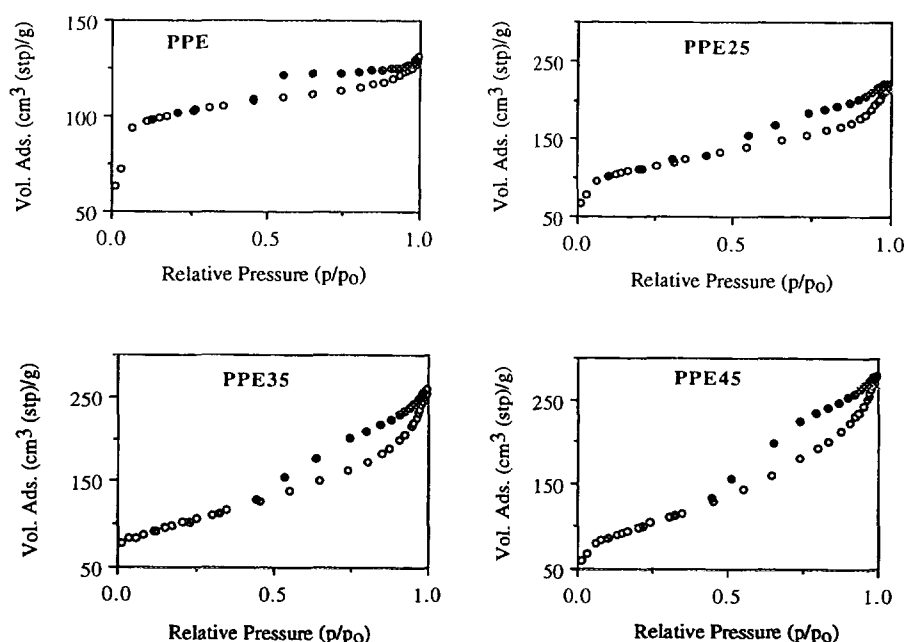 PPE
Vol. Ads. (cm³ (stp)/g)
150
100
50
0.0
0.5
1.0
Relative Pressure (p/po)
PPE25
Vol. Ads. (cm³ (stp)/g)
250
150
50
0.0
0.5
1.0
Relative Pressure (p/po)
PPE35
Vol. Ads. (cm³ (stp)/g)
250
150
50
0.0
0.5
1.0
Relative Pressure (p/po)
PPE45
Vol. Ads. (cm³ (stp)/g)
250
150
50
0.0
0.5
1.0
Relative Pressure (p/po)